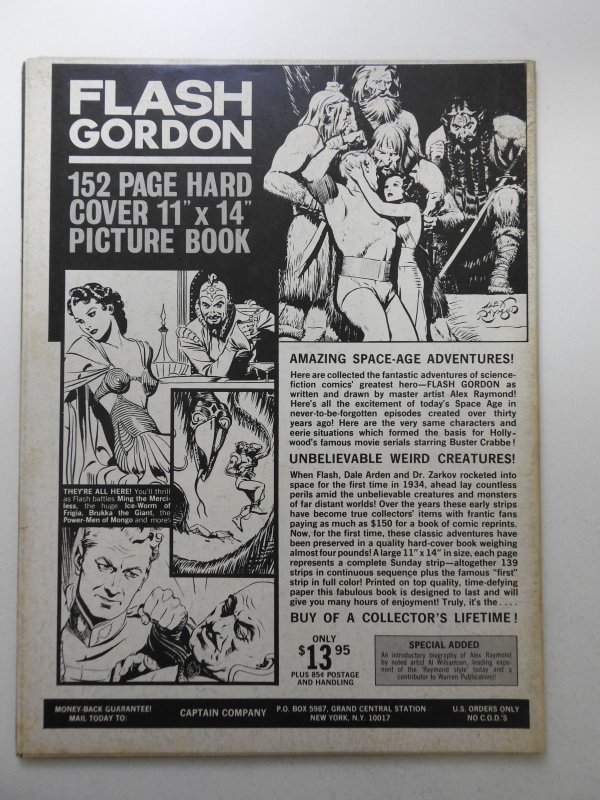 FLASH
GORDON
152 PAGE HARD
COVER 11" x 14"
PICTURE BOOK
ALEX
RAYMOND
THEY'RE ALL HERE! You'll thrill
as Flash battles Ming the Merci-
less, the huge Ice-Worm of
Frigia, Brukka the Giant, the
Power-Men of Mongo and more
AMAZING SPACE-AGE ADVENTURES!
Here are collected the fantastic adventures of science-
fiction comics' greatest hero—FLASH GORDON as
written and drawn by master artist Alex Raymond!
Here's all the excitement of today's Space Age in
never-to-be-forgotten episodes created over thirty
years ago! Here are the very same characters and
eerie situations which formed the basis for Holly-
wood's famous movie serials starring Buster Crabbe!
UNBELIEVABLE WEIRD CREATURES!
When Flash, Dale Arden and Dr. Zarkov rocketed into
space for the first time in 1934, ahead lay countless
perils amid the unbelievable creatures and monsters
of far distant worlds! Over the years these early strips
have become true collectors' items with frantic fans
paying as much as $150 for a book of comic reprints.
Now, for the first time, these classic adventures have
been preserved in a quality hard-cover book weighing
almost four pounds! A large 11" x 14" in size, each page
represents a complete Sunday strip—altogether 139
strips in continuous sequence plus the famous "first"
strip in full color! Printed on top quality, time-defying
paper this fabulous book is designed to last and will
give you many hours of enjoyment! Truly, it's the ....
BUY OF A COLLECTOR'S LIFETIME!
ONLY
$13.95
PLUS 85¢ POSTAGE
AND HANDLING
SPECIAL ADDED
An introductory biography of Alex Raymond
by noted artist Al Williamson, leading expo-
nent of the 'Raymond style' today and a
contributor to Warren Publications!
MONEY-BACK GUARANTEE!
MAIL TODAY TO:
CAPTAIN COMPANY
P.O. BOX 5987, GRAND CENTRAL STATION
NEW YORK, N.Y. 10017
U.S. ORDERS ONLY
NO C.O.D.'S